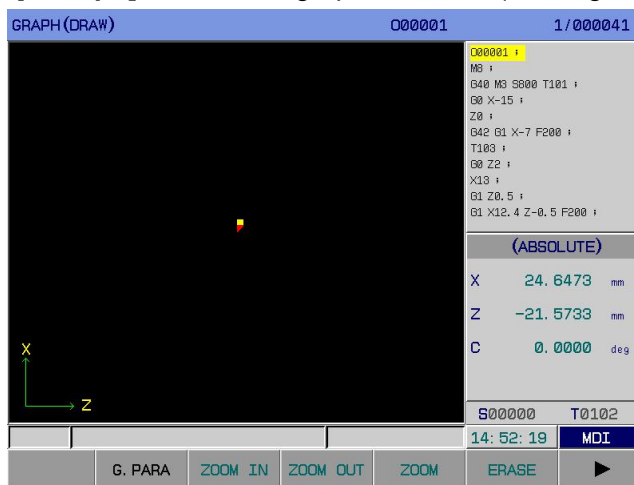 GRAPH(DRAW) O00001 1/000041
O00001 ;
M8 ;
G40 M3 S800 T101 ;
G0 X-15 ;
Z0 ;
G42 G1 X-7 F200 ;
T103 ;
G0 Z2 ;
X13 ;
G1 Z0.5 ;
G1 X12.4 Z-0.5 F200 ;
(ABSOLUTE)
X 24.6473 mm
Z -21.5733 mm
C 0.0000 deg
X
Z
S00000 T0102
14:52:19 MDI
G.PARA ZOOM IN ZOOM OUT ZOOM ERASE ▶